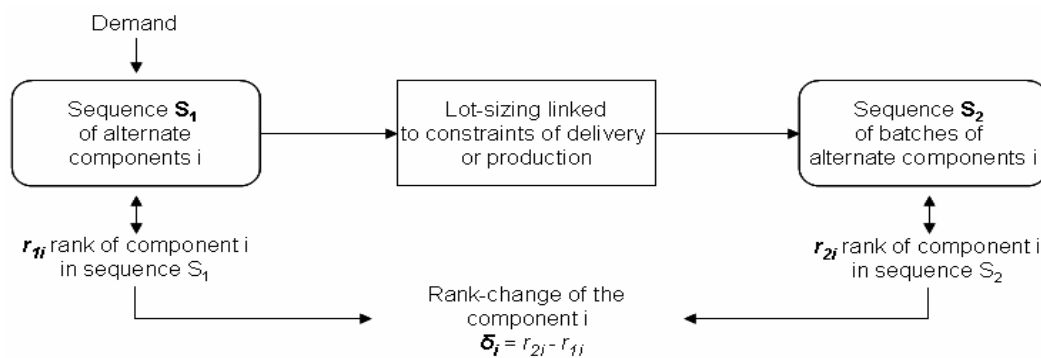 Demand
Sequence S₁
of alternate
components i
Lot-sizing linked
to constraints of delivery
or production
Sequence S₂
of batches of
alternate components i
r₁ᵢ rank of component i
in sequence S₁
r₂ᵢ rank of component i
in sequence S₂
Rank-change of the
component i
δᵢ = r₂ᵢ - r₁ᵢ